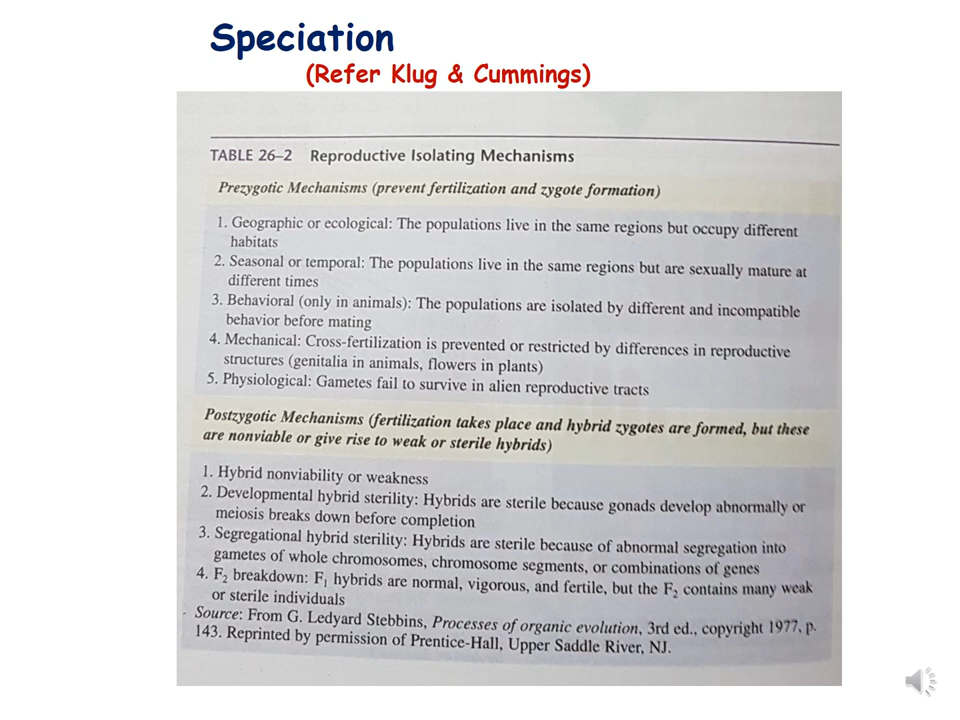 Speciation
(Refer Klug & Cummings)
TABLE 26–2 Reproductive Isolating Mechanisms
Prezygotic Mechanisms (prevent fertilization and zygote formation)
1. Geographic or ecological: The populations live in the same regions but occupy different
habitats
2. Seasonal or temporal: The populations live in the same regions but are sexually mature at
different times
3. Behavioral (only in animals): The populations are isolated by different and incompatible
behavior before mating
4. Mechanical: Cross-fertilization is prevented or restricted by differences in reproductive
structures (genitalia in animals, flowers in plants)
5. Physiological: Gametes fail to survive in alien reproductive tracts
Postzygotic Mechanisms (fertilization takes place and hybrid zygotes are formed, but these
are nonviable or give rise to weak or sterile hybrids)
1. Hybrid nonviability or weakness
2. Developmental hybrid sterility: Hybrids are sterile because gonads develop abnormally or
meiosis breaks down before completion
3. Segregational hybrid sterility: Hybrids are sterile because of abnormal segregation into
gametes of whole chromosomes, chromosome segments, or combinations of genes
4. F₂ breakdown: F₁ hybrids are normal, vigorous, and fertile, but the F₂ contains many weak
or sterile individuals
Source: From G. Ledyard Stebbins, Processes of organic evolution, 3rd ed., copyright 1977, p.
143. Reprinted by permission of Prentice-Hall, Upper Saddle River, NJ.